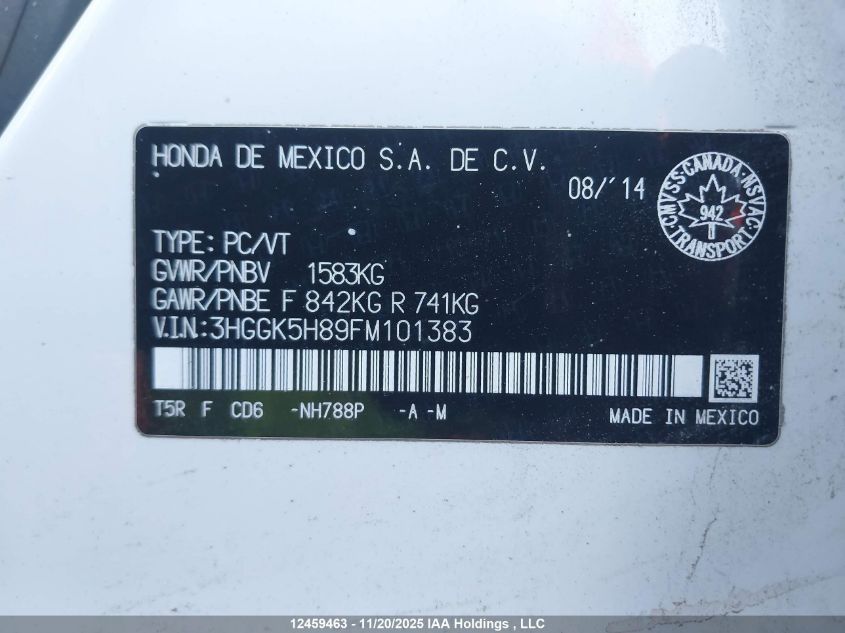 HONDA DE MEXICO S.A. DE C.V.
08/´14
CMVSS·CANADA·NSVAC
942
TRANSPORT
TYPE: PC/VT
GVWR/PNBV 1583KG
GAWR/PNBE F 842KG R 741KG
V.I.N.:3HGGK5H89FM101383
T5R F CD6 -NH788P -A -M
MADE IN MEXICO
12459463 - 11/20/2025 IAA Holdings , LLC